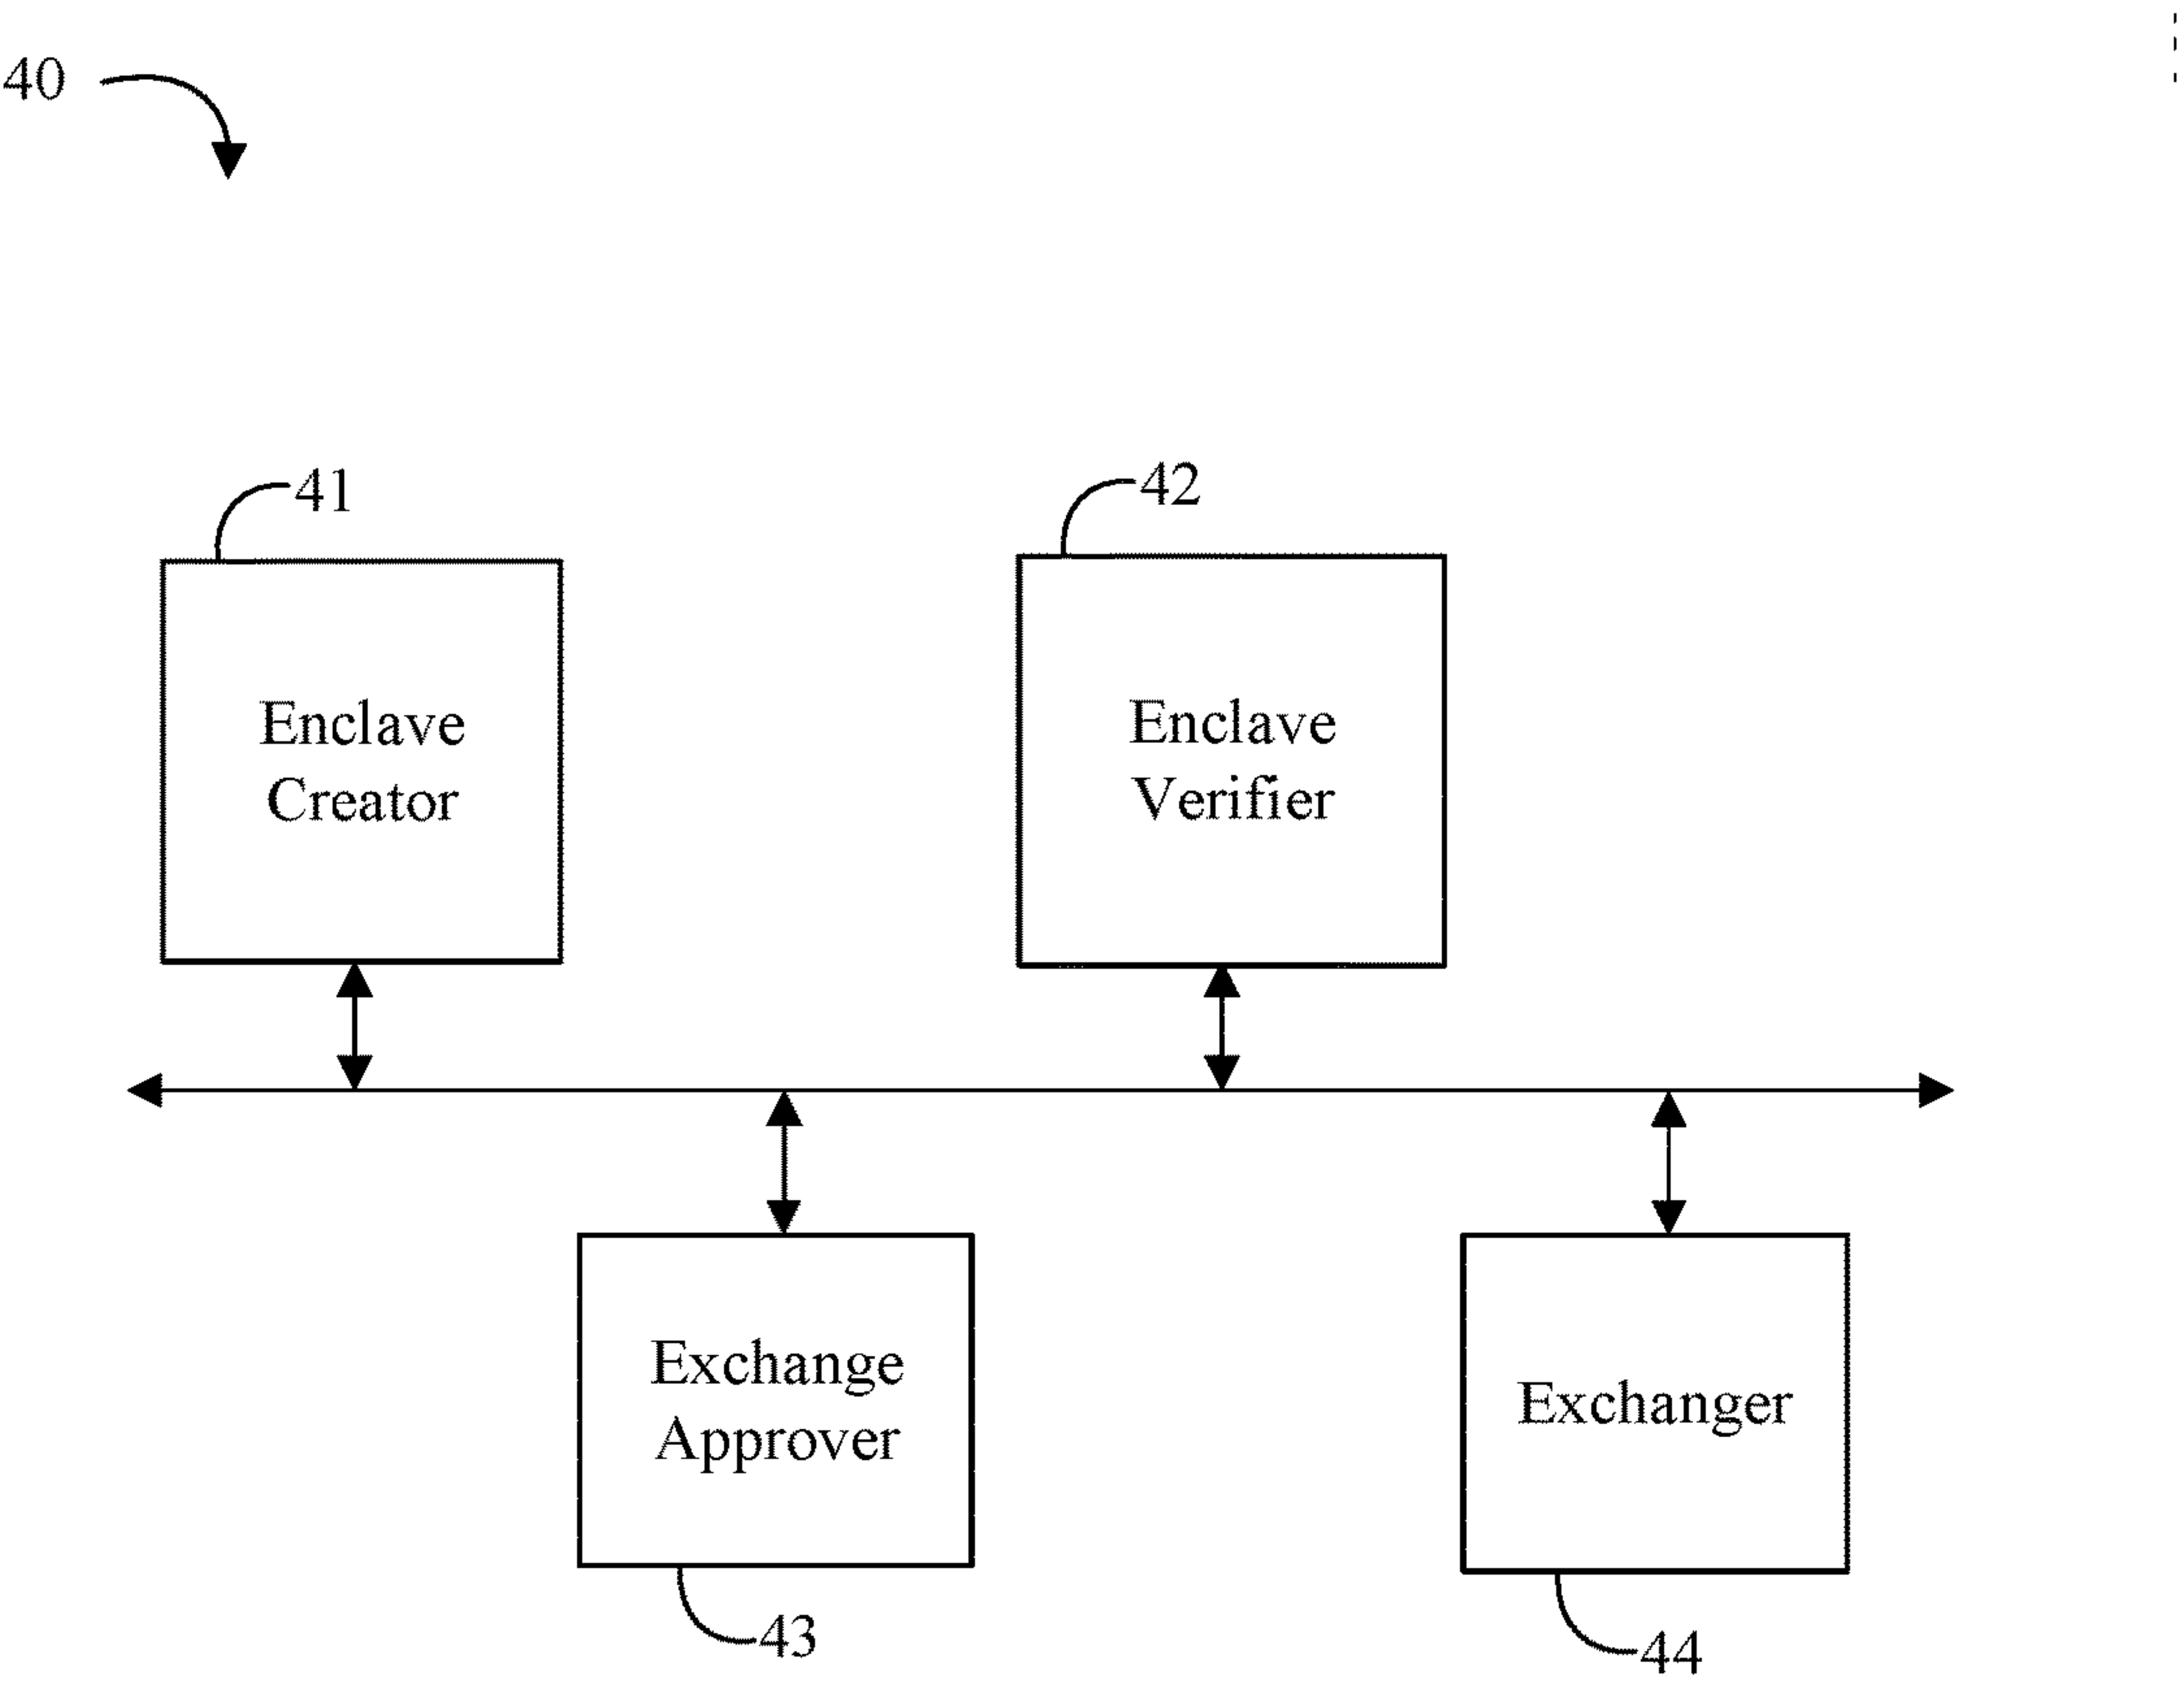 40
41
42
Enclave
Creator
Enclave
Verifier
Exchange
Approver
Exchanger
43
44